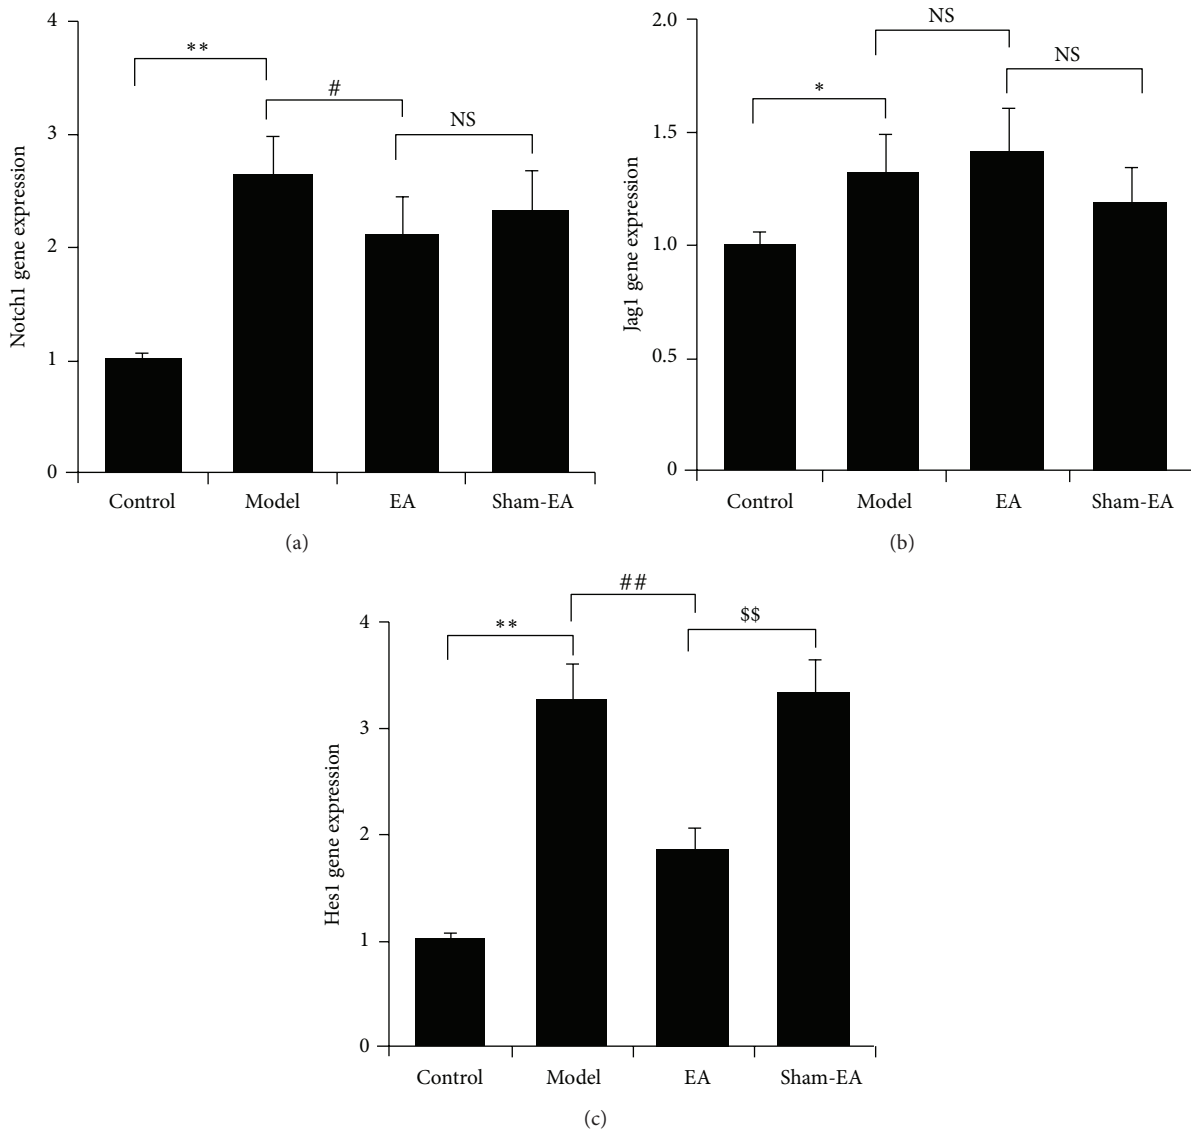 4
3
2
1
0
Notch1 gene expression
**
#
NS
Control
Model
EA
Sham-EA
(a)
2.0
1.5
1.0
0.5
0
Jag1 gene expression
*
NS
NS
Control
Model
EA
Sham-EA
(b)
4
3
2
1
0
Hes1 gene expression
**
##
$$
Control
Model
EA
Sham-EA
(c)